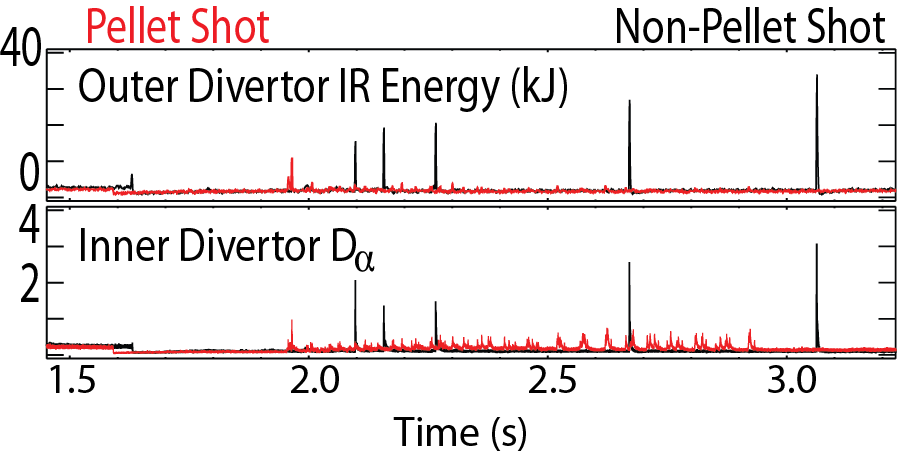 Pellet Shot Non-Pellet Shot
40
Outer Divertor IR Energy (kJ)
0
4
Inner Divertor Dα
2
1.5 2.0 2.5 3.0
Time (s)